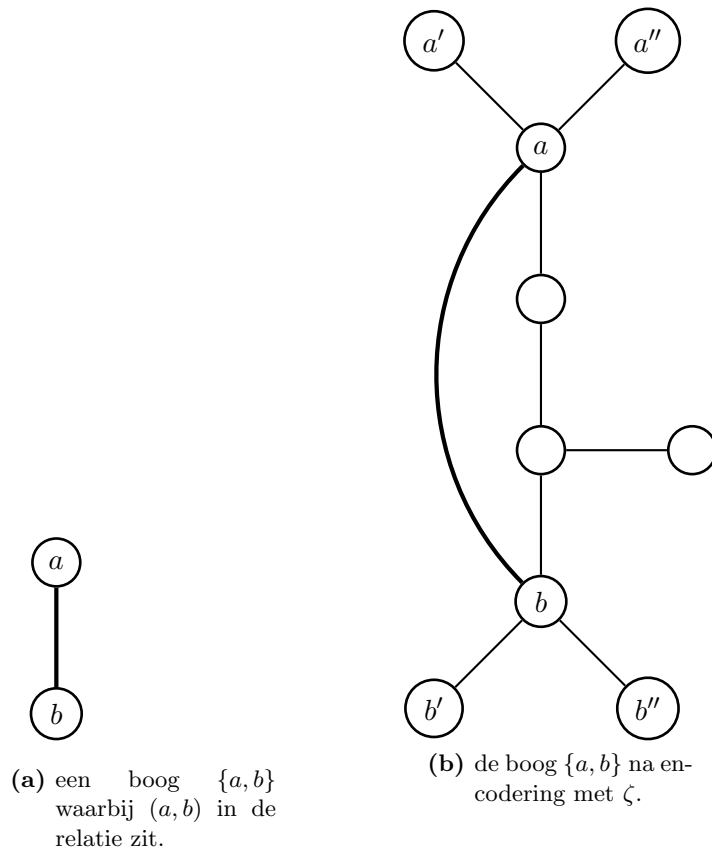 a′ a″
a
a
b
b
b′ b″
(a) een boog {a, b}
waarbij (a, b) in de
relatie zit.
(b) de boog {a, b} na en-
codering met ζ.